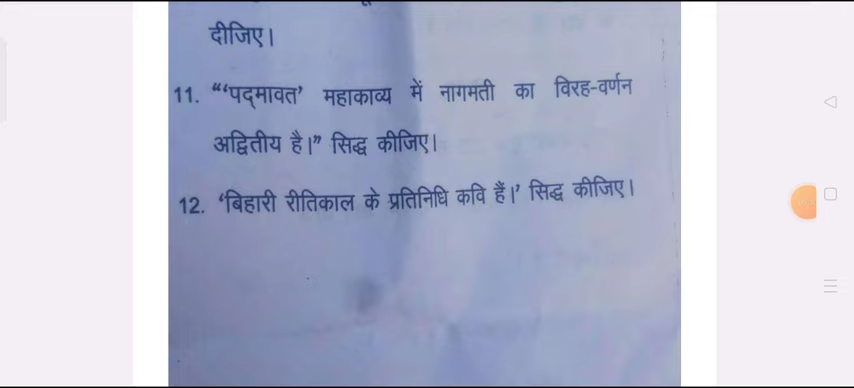 दीजिए।
11. “‘पद्मावत’ महाकाव्य में नागमती का विरह-वर्णन
अद्वितीय है।” सिद्ध कीजिए।
12. ‘बिहारी रीतिकाल के प्रतिनिधि कवि हैं।’ सिद्ध कीजिए।